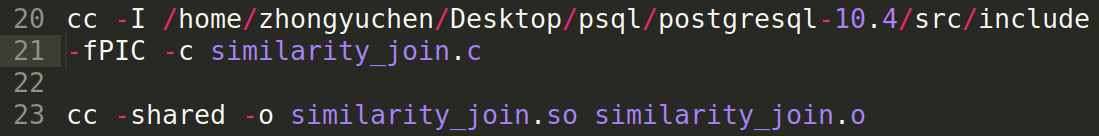 20 cc -I /home/zhongyuchen/Desktop/psql/postgresql-10.4/src/include
21 -fPIC -c similarity_join.c
22
23 cc -shared -o similarity_join.so similarity_join.o